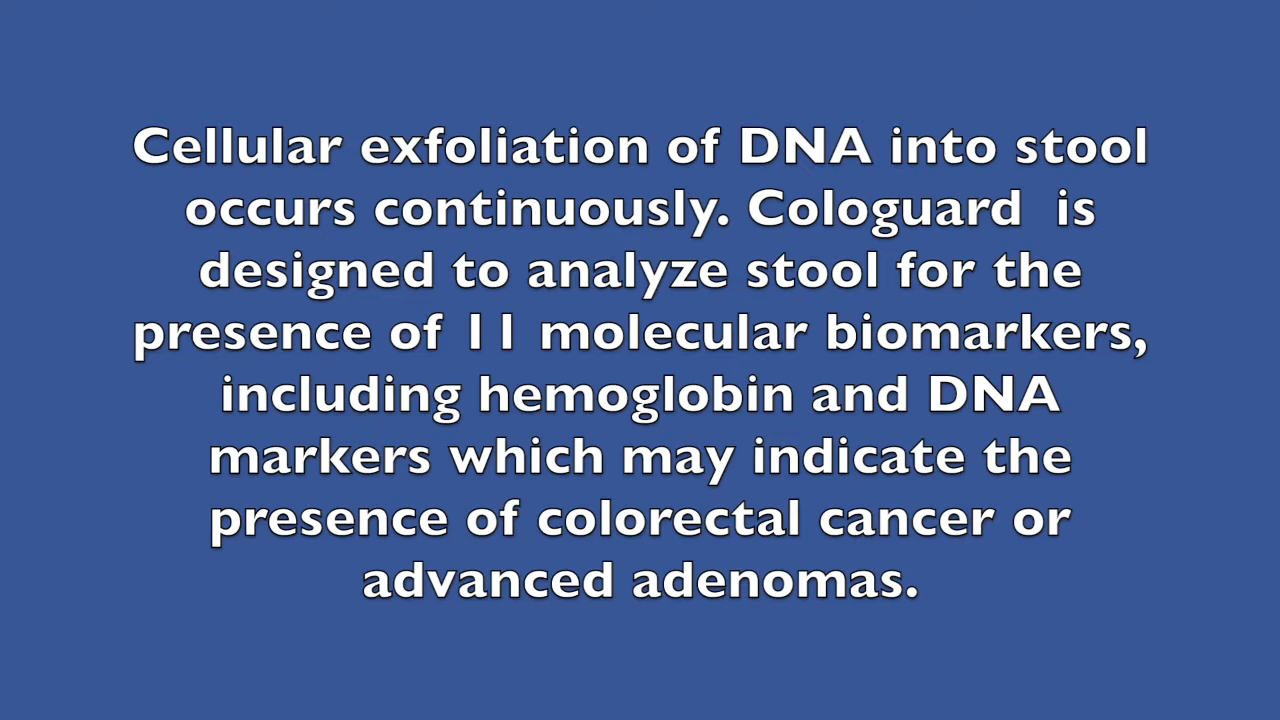 Cellular exfoliation of DNA into stool
occurs continuously. Cologuard  is
designed to analyze stool for the
presence of 11 molecular biomarkers,
including hemoglobin and DNA
markers which may indicate the
presence of colorectal cancer or
advanced adenomas.